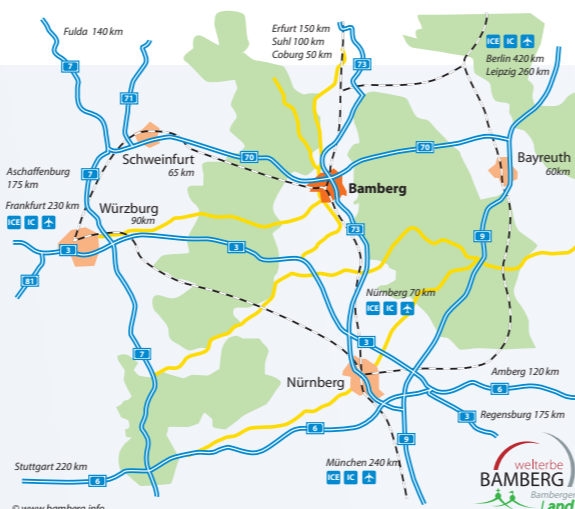 Fulda 140 km
Erfurt 150 km
Suhl 100 km
Coburg 50 km
ICE IC
Berlin 420 km
Leipzig 260 km
7
71
73
70
70
Schweinfurt
65 km
Bayreuth
60km
Aschaffenburg
175 km
7
Bamberg
Frankfurt 230 km
ICE IC
Würzburg
90km
73
9
3
3
81
Nürnberg 70 km
ICE IC
7
3
Nürnberg
Amberg 120 km
6
3
Regensburg 175 km
6
9
Stuttgart 220 km
6
München 240 km
ICE IC
welterbe
BAMBERG
Bamberger
Land
© www.bamberg.info